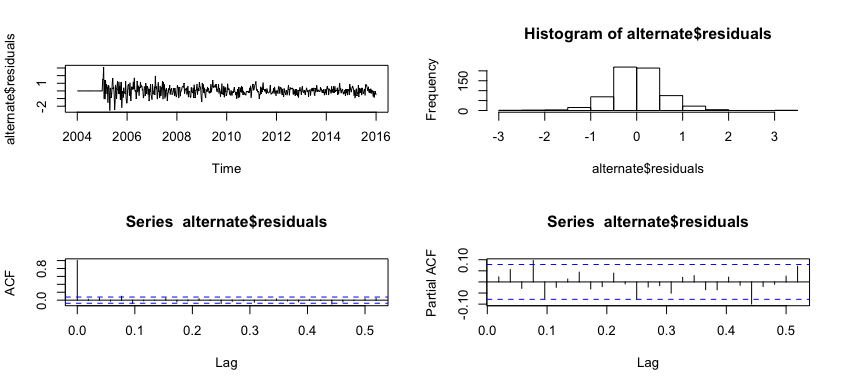 alternate$residuals
-2 1
2004 2006 2008 2010 2012 2014 2016
Time
Histogram of alternate$residuals
Frequency
0 150
-3 -2 -1 0 1 2 3
alternate$residuals
Series alternate$residuals
ACF
0.0 0.8
0.0 0.1 0.2 0.3 0.4 0.5
Lag
Series alternate$residuals
Partial ACF
-0.10 0.10
0.0 0.1 0.2 0.3 0.4 0.5
Lag